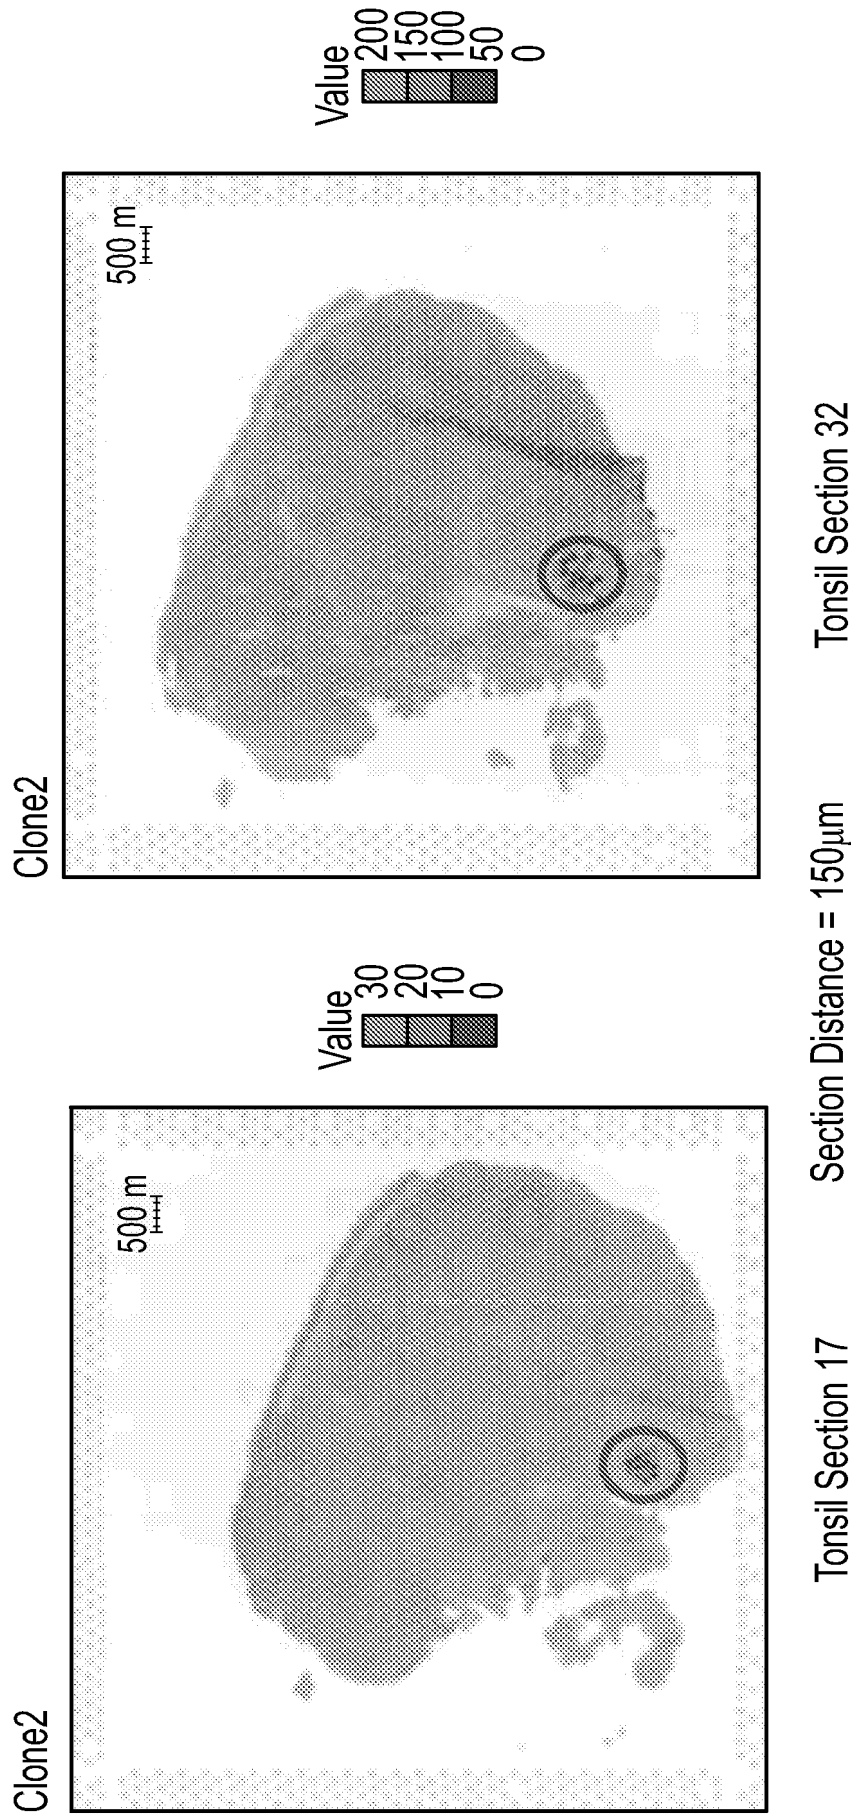 Clone2
500 m
Value
30
20
10
0
Tonsil Section 17
Clone2
500 m
Value
200
150
100
50
0
Tonsil Section 32
Section Distance = 150µm